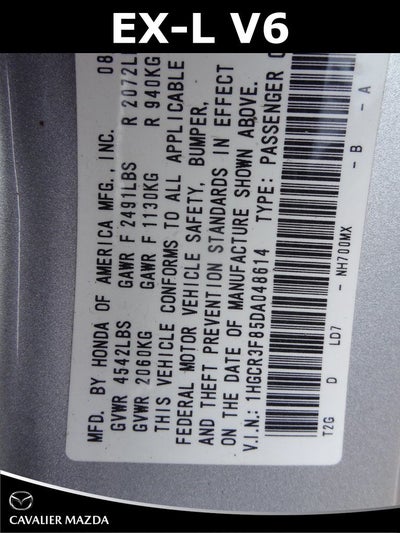 EX-L V6
MFD. BY HONDA OF AMERICA MFG., INC. 08
GVWR 4542LBS GAWR F 2491LBS R 2072L
GVWR 2060KG GAWR F 1130KG R 940KG
THIS VEHICLE CONFORMS TO ALL APPLICABLE
FEDERAL MOTOR VEHICLE SAFETY, BUMPER,
AND THEFT PREVENTION STANDARDS IN EFFECT
ON THE DATE OF MANUFACTURE SHOWN ABOVE.
V.I.N.: 1HGCR3F85DA048614 TYPE: PASSENGER
T2G D LD7 - NH700MX - B - A
CAVALIER MAZDA